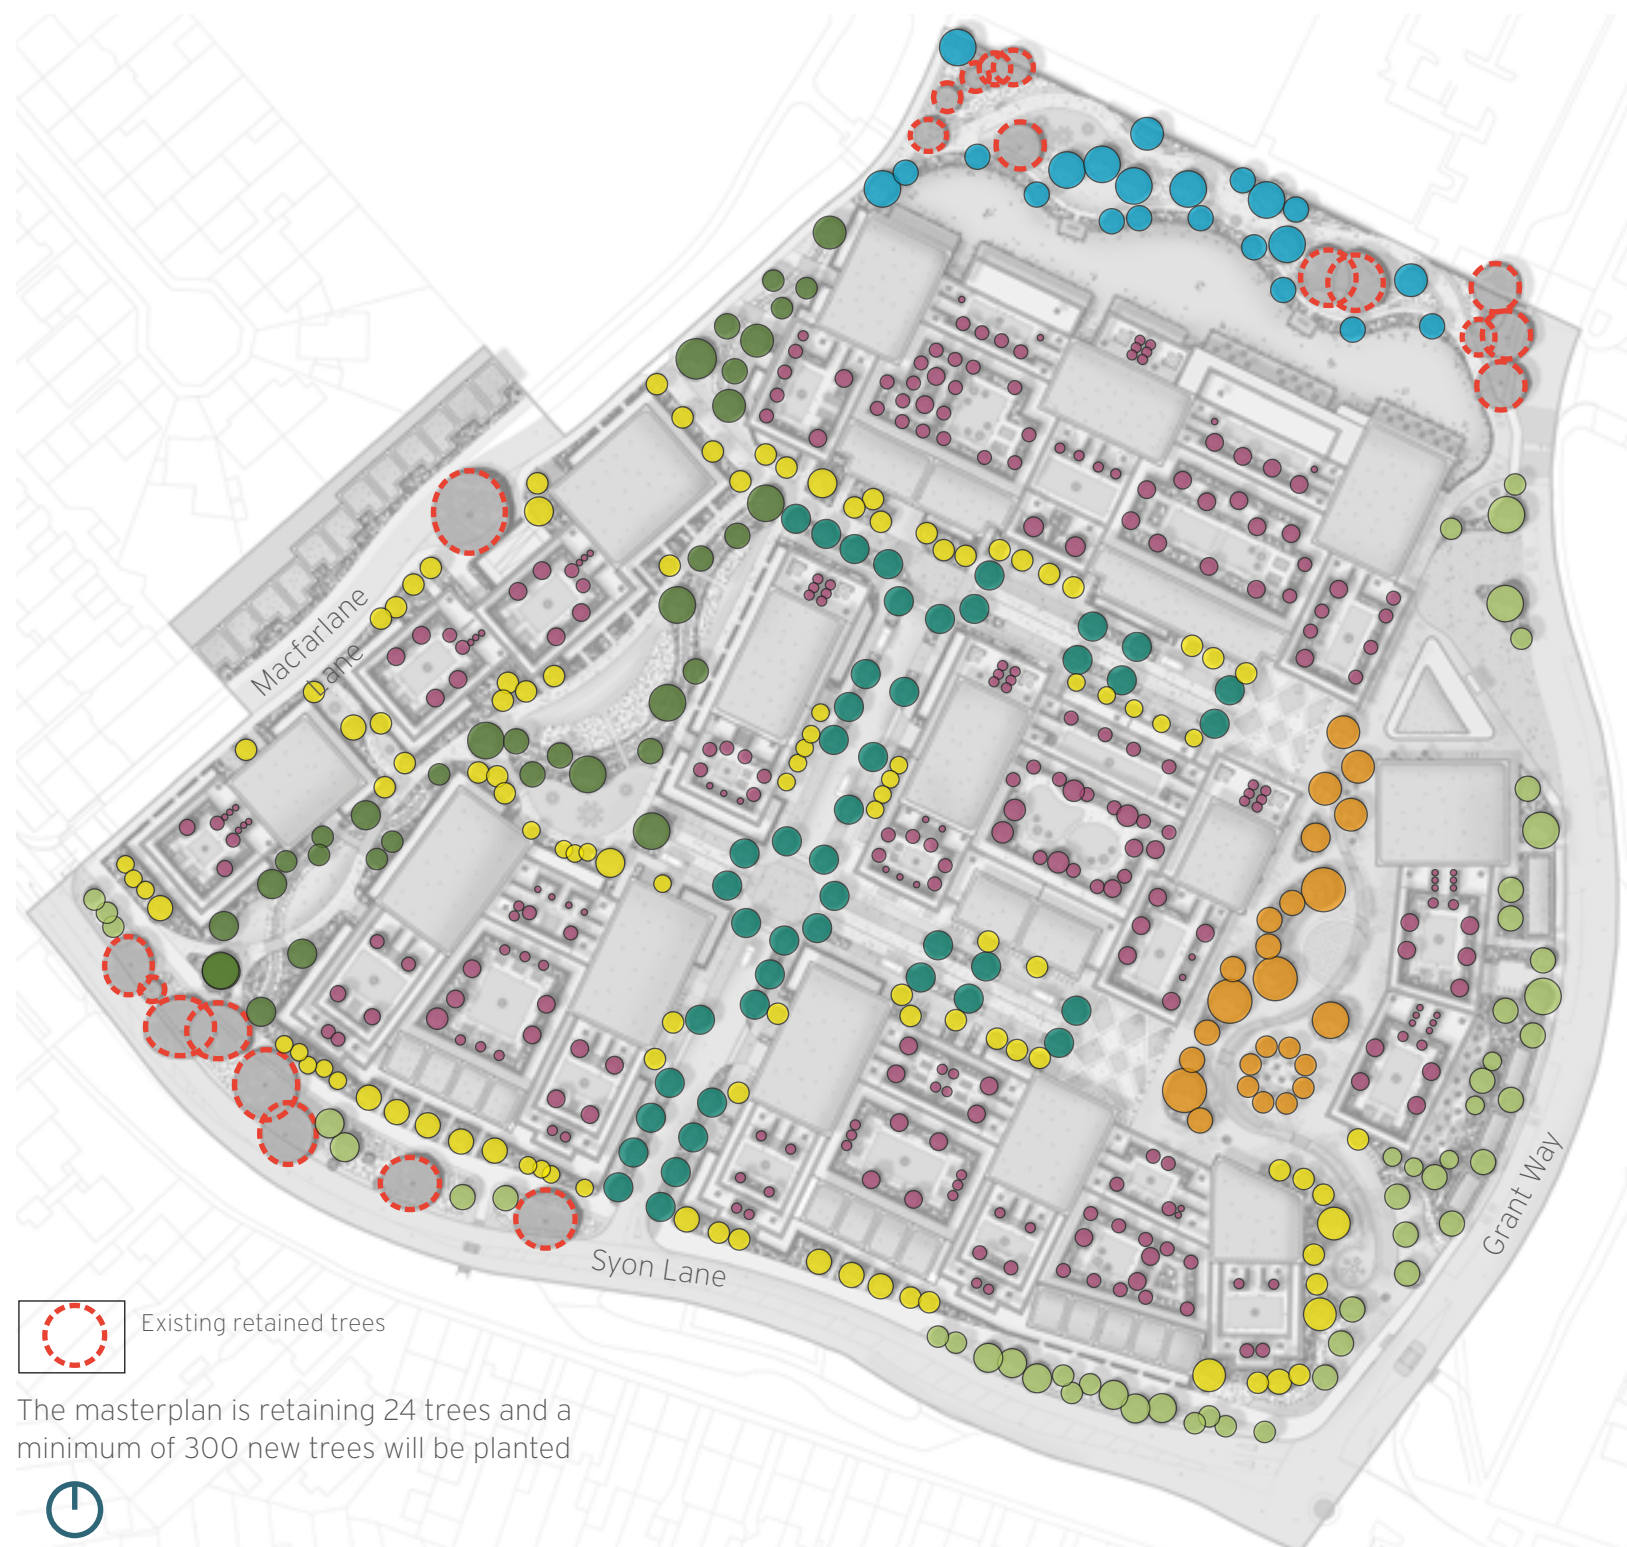 Macfarlane
Lane
Grant Way
Syon Lane
Existing retained trees
The masterplan is retaining 24 trees and a
minimum of 300 new trees will be planted